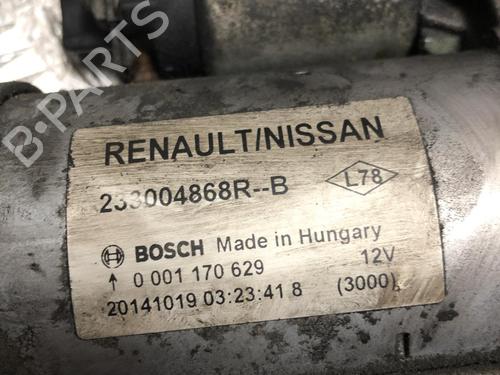 B-PARTS
RENAULT/NISSAN
233004868R--B
L78
BOSCH Made in Hungary
0 001 170 629 12V
20141019 03:23:41 8 (3000)